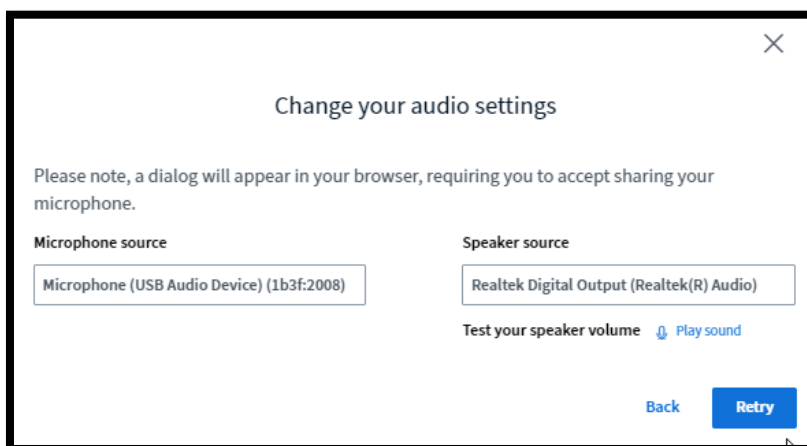 Change your audio settings
Please note, a dialog will appear in your browser, requiring you to accept sharing your
microphone.
Microphone source
Speaker source
Microphone (USB Audio Device) (1b3f:2008)
Realtek Digital Output (Realtek(R) Audio)
Test your speaker volume Play sound
Back Retry